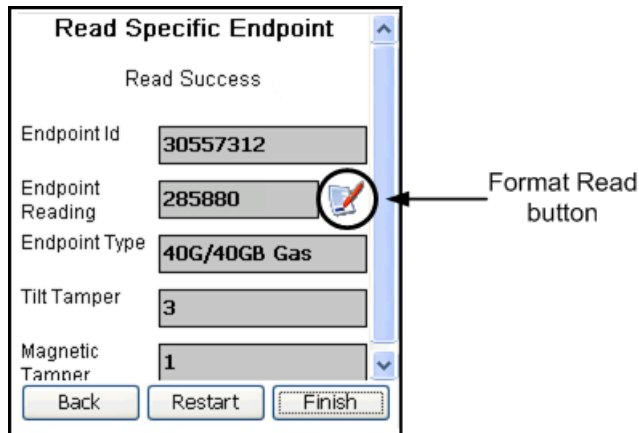 Read Specific Endpoint
Read Success
Endpoint Id
30557312
Endpoint
Reading
285880
Format Read
button
Endpoint Type
40G/40GB Gas
Tilt Tamper
3
Magnetic
Tamper
1
Back
Restart
Finish